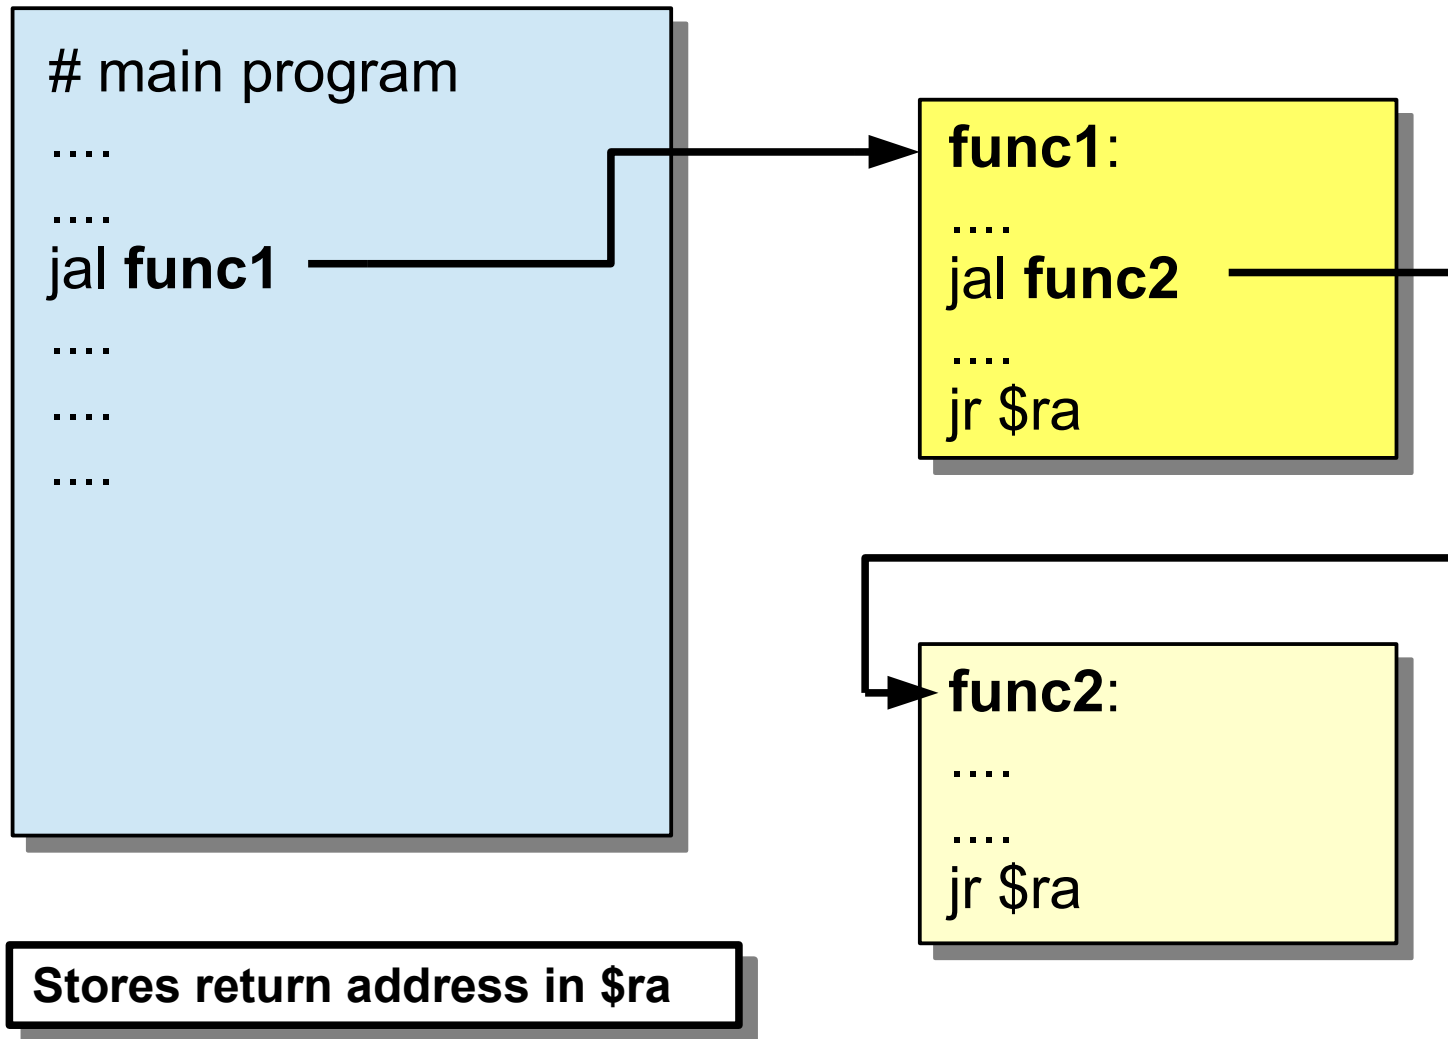 # main program
....
....
jal func1
....
....
....
func1:
....
jal func2
....
jr $ra
func2:
....
....
jr $ra
Stores return address in $ra